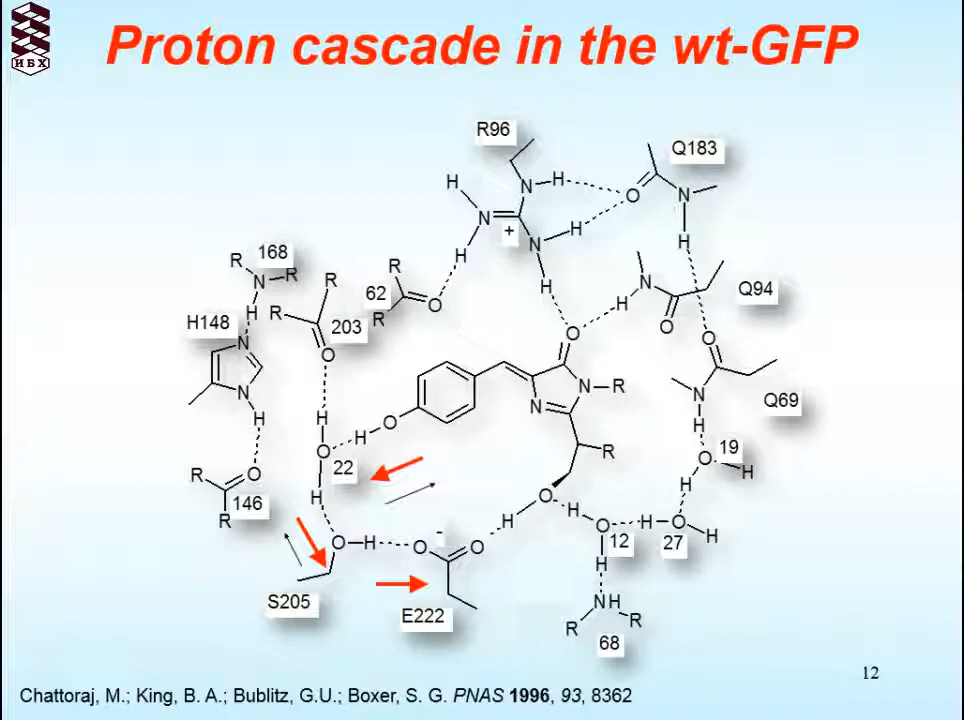 ИБХ
Proton cascade in the wt-GFP
R96
Q183
H
N
H
O
N
N
H
+
N
H
H
H
R
168
N
R
R
R
62
O
H
N
Q94
H
O
H
R
203
R
O
O
H148
N
O
N
R
N
N
Q69
N
H
O
H
H
H
O
R
O
19
H
R
O
22
H
146
R
H
O
H
H
O
H
O
H
O
H
-
O
O
12
27
H
S205
E222
NH
R
R
68
12
Chattoraj, M.; King, B. A.; Bublitz, G.U.; Boxer, S. G. PNAS 1996, 93, 8362